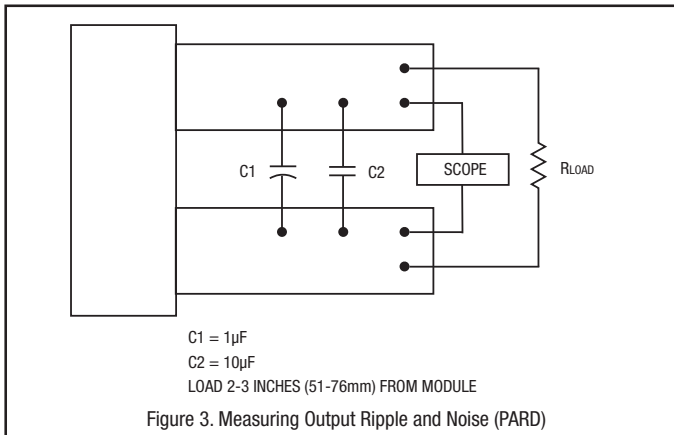 C1
C2
SCOPE
RLOAD
C1 = 1µF
C2 = 10µF
LOAD 2-3 INCHES (51-76mm) FROM MODULE
Figure 3. Measuring Output Ripple and Noise (PARD)